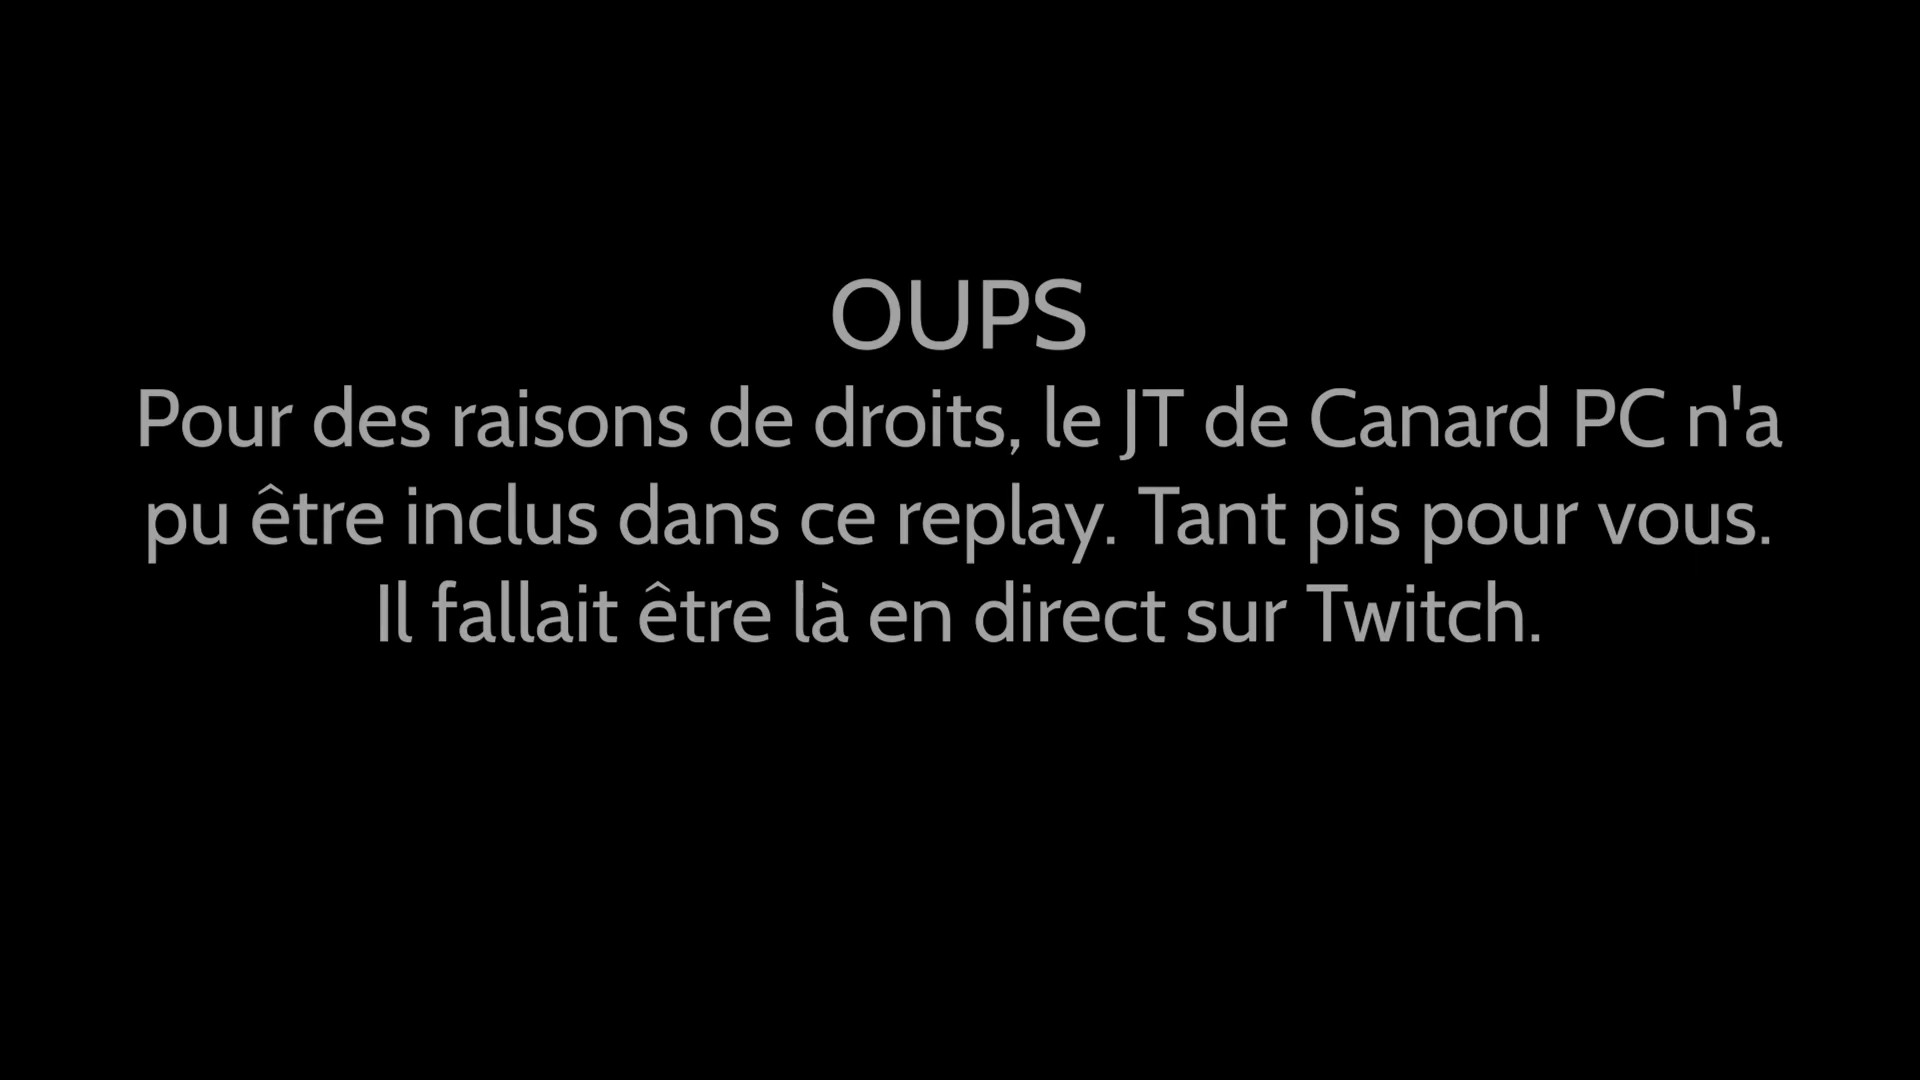 OUPS
Pour des raisons de droits, le JT de Canard PC n'a
pu être inclus dans ce replay. Tant pis pour vous.
Il fallait être là en direct sur Twitch.